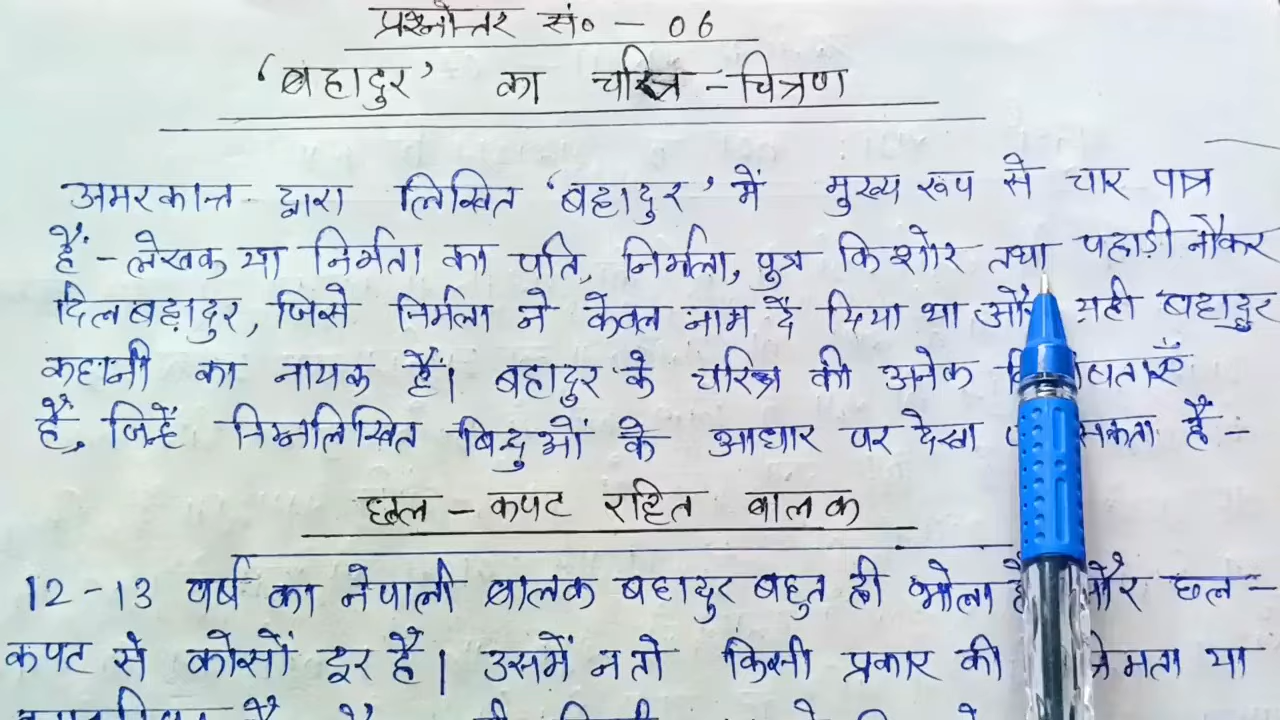 प्रश्नोत्तर सं० - 06
'बहादुर' का चरित्र-चित्रण
अमरकान्त द्वारा लिखित 'बहादुर' में मुख्य रूप से चार पात्र
हैं - लेखक या निर्मला का पति, निर्मला, पुत्र किशोर तथा पहाड़ी नौकर
दिलबहादुर, जिसे निर्मला ने केवल नाम दे दिया था और यही बहादुर
कहानी का नायक हैं। बहादुर के चरित्र की अनेक
हैं, जिन्हें निम्नलिखित बिन्दुओं के आधार पर देखा सकता है -
छल - कपट रहित बालक
12-13 वर्ष का नेपाली बालक बहादुर बहुत ही भोला है और छल-
कपट से कोसों दूर है। उसमें न तो किसी प्रकार की या